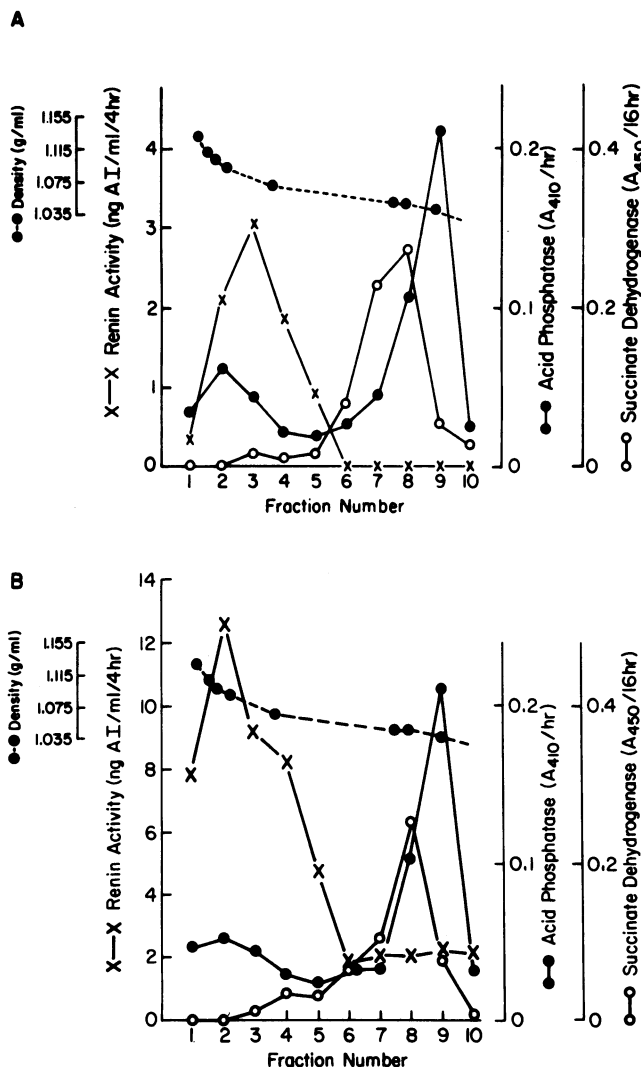 A
●-● Density (g/ml)
1.155
1.115
1.075
1.035
X—X Renin Activity (ng AI/ml/4hr)
4
3
2
1
0
0.2
0.1
0
●—● Acid Phosphatase (A410/hr)
0.4
0.2
0
○—○ Succinate Dehydrogenase (A450/16hr)
1 2 3 4 5 6 7 8 9 10
Fraction Number
B
●-● Density (g/ml)
1.155
1.115
1.075
1.035
X—X Renin Activity (ng AI/ml/4hr)
14
12
10
8
6
4
2
0
0.2
0.1
0
●—● Acid Phosphatase (A410/hr)
0.4
0.2
0
○—○ Succinate Dehydrogenase (A450/16hr)
1 2 3 4 5 6 7 8 9 10
Fraction Number